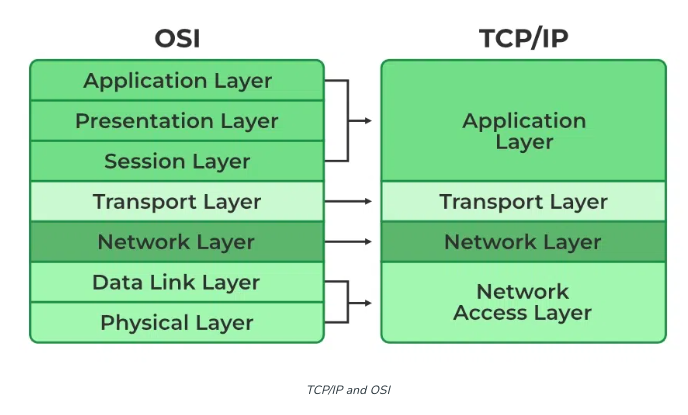 OSI
TCP/IP
Application Layer
Presentation Layer
Session Layer
Transport Layer
Network Layer
Data Link Layer
Physical Layer
Application
Layer
Transport Layer
Network Layer
Network
Access Layer
TCP/IP and OSI